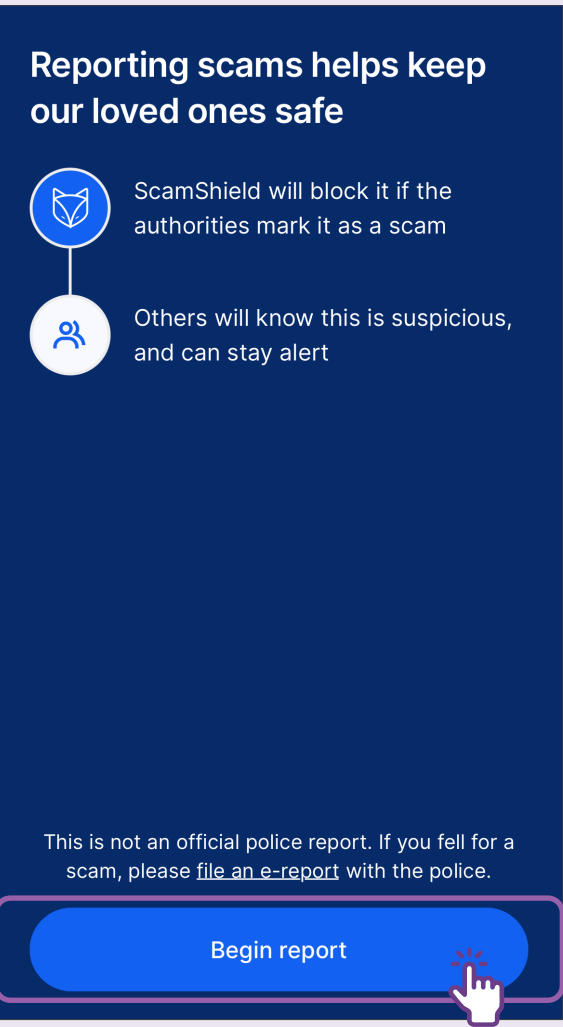 Reporting scams helps keep
our loved ones safe
ScamShield will block it if the
authorities mark it as a scam
Others will know this is suspicious,
and can stay alert
This is not an official police report. If you fell for a
scam, please file an e-report with the police.
Begin report